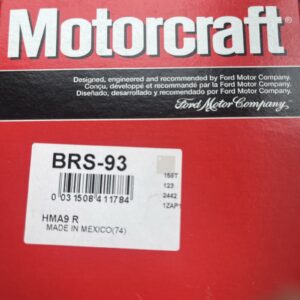 Motorcraft®
Designed, engineered and recommended by Ford Motor Company.
Conçu, développé et recommandé par la Ford Motor Company.
Diseñado, desarrollado y recomendado por Ford Motor Company.
Ford Motor Company,
BRS-93
0 031508 411784
155T
123
2442
1ZAP1
HMA9 R
MADE IN MEXICO(74)